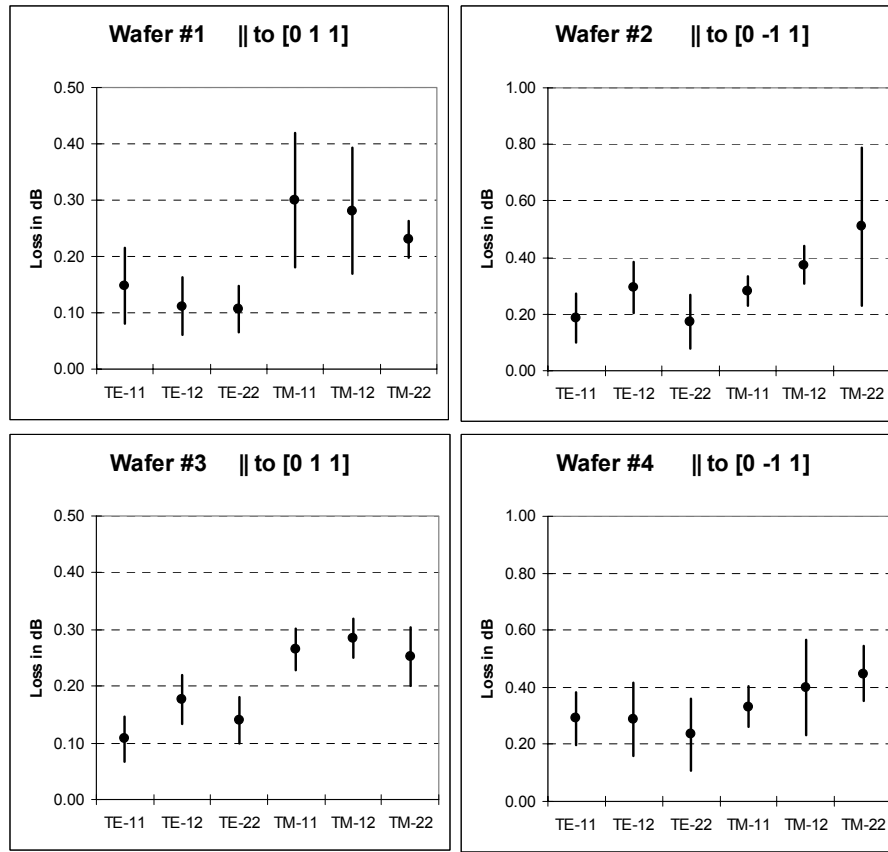 Wafer #1 || to [0 1 1]
Loss in dB
0.50
0.40
0.30
0.20
0.10
0.00
TE-11 TE-12 TE-22 TM-11 TM-12 TM-22
Wafer #2 || to [0 -1 1]
Loss in dB
1.00
0.80
0.60
0.40
0.20
0.00
TE-11 TE-12 TE-22 TM-11 TM-12 TM-22
Wafer #3 || to [0 1 1]
Loss in dB
0.50
0.40
0.30
0.20
0.10
0.00
TE-11 TE-12 TE-22 TM-11 TM-12 TM-22
Wafer #4 || to [0 -1 1]
Loss in dB
1.00
0.80
0.60
0.40
0.20
0.00
TE-11 TE-12 TE-22 TM-11 TM-12 TM-22